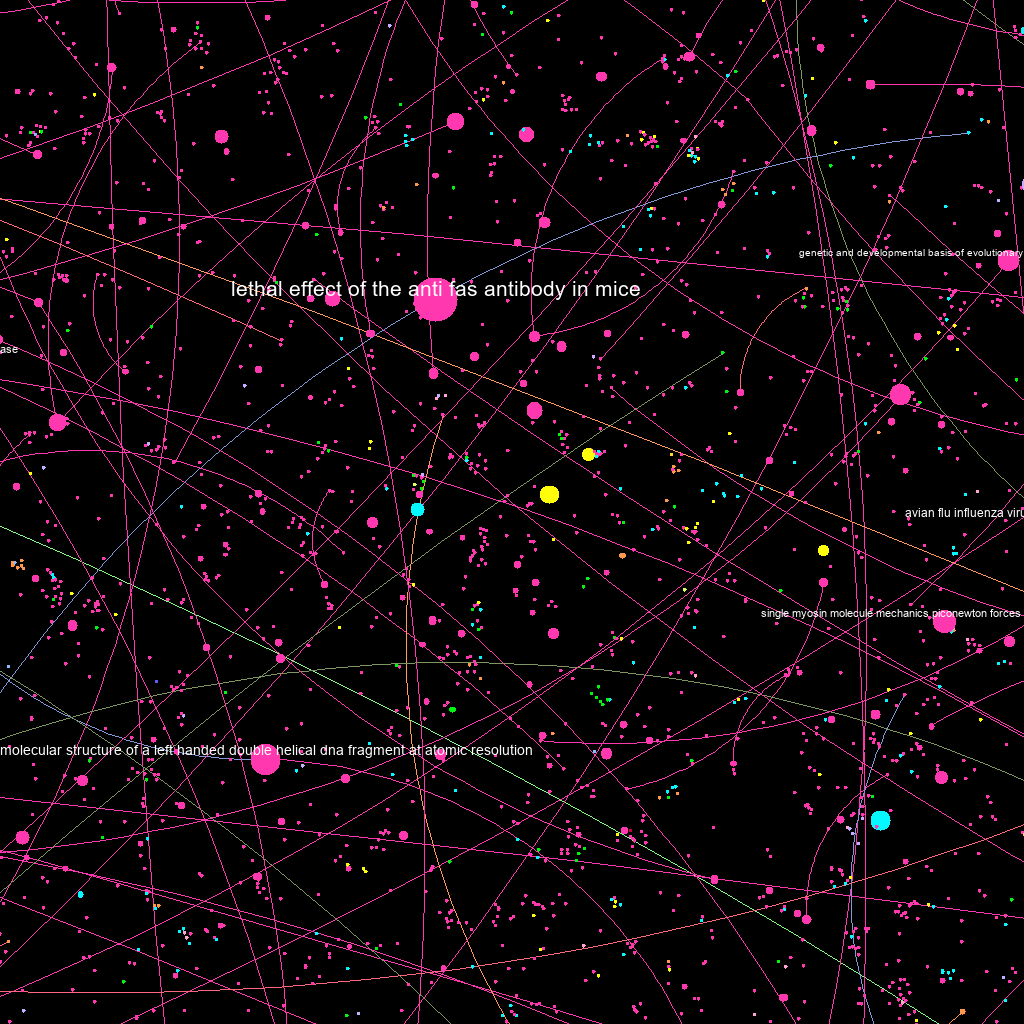 genetic and developmental basis of evolutionary
lethal effect of the anti fas antibody in mice
ase
avian flu influenza
single myosin molecule mechanics piconewton forces
molecular structure of a left handed double helical dna fragment at atomic resolution